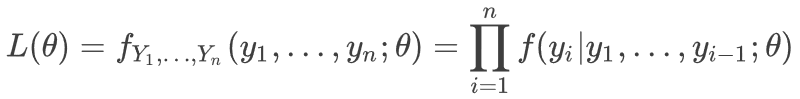 L(θ) = f_{Y_1,...,Y_n}(y_1, ..., y_n; θ) = ∏_{i=1}^{n} f(y_i|y_1, ..., y_{i−1}; θ)